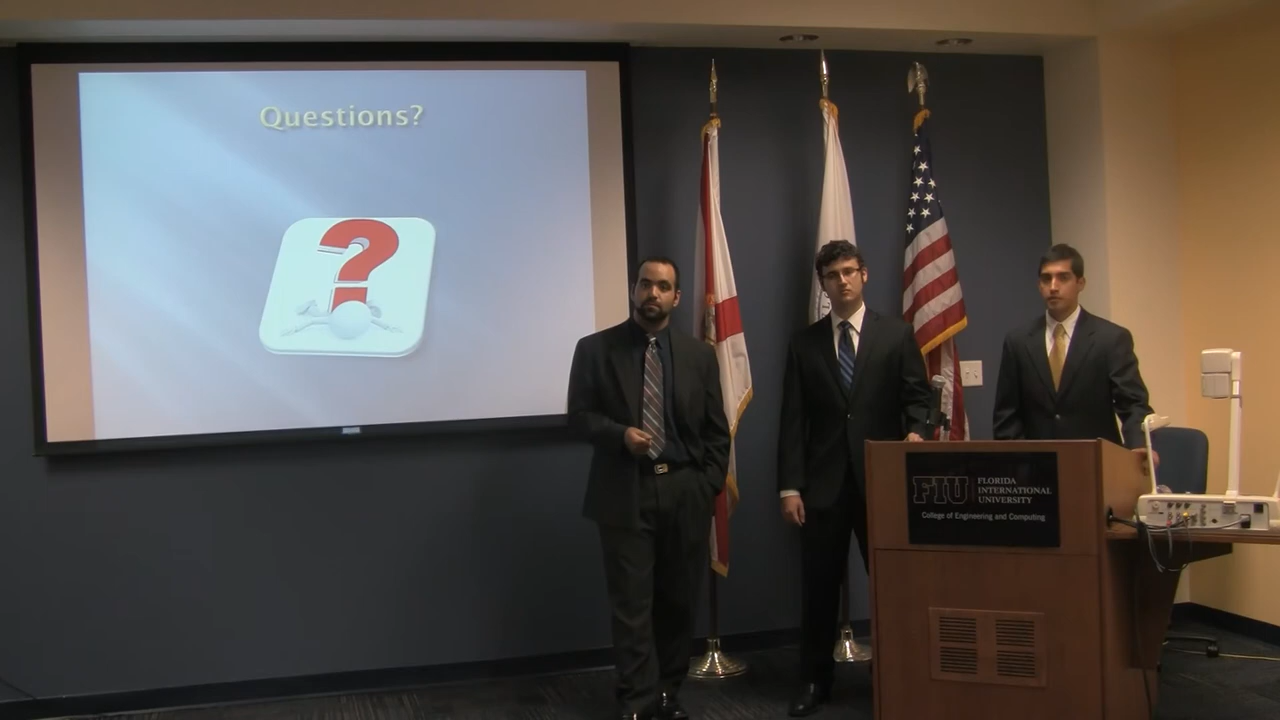 Questions?
FIU
FLORIDA
INTERNATIONAL
UNIVERSITY
College of Engineering and Computing